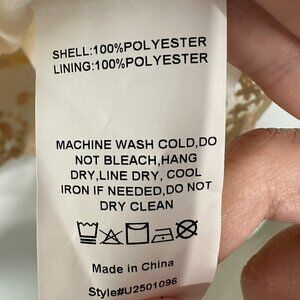 SHELL:100%POLYESTER
LINING:100%POLYESTER
MACHINE WASH COLD,DO
NOT BLEACH,HANG
DRY,LINE DRY, COOL
IRON IF NEEDED,DO NOT
DRY CLEAN
Made in China
Style#U2501096